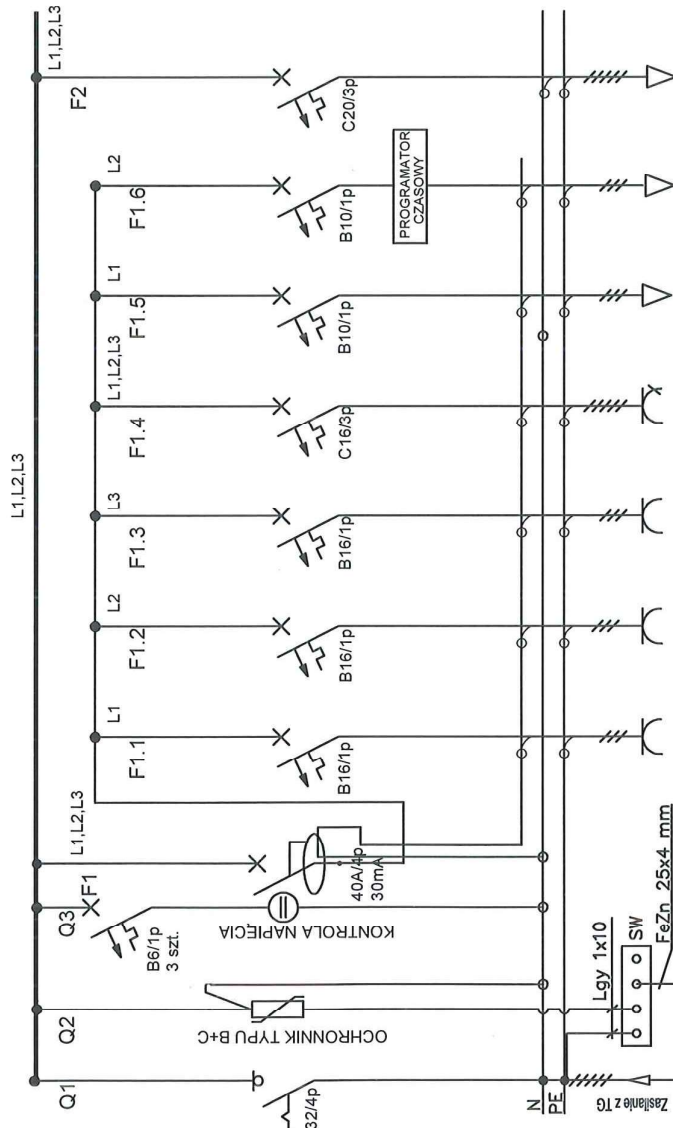 L1,L2,L3
L1,L2,L3
Q1
Q2
Q3
F1
L1,L2,L3
F1.1
L1
F1.2
L2
F1.3
L3
F1.4
L1,L2,L3
F1.5
L1
F1.6
L2
F2
32/4p
OCHRONNIK TYPU B+C
B6/1p
3 szt.
KONTROLA NAPIĘCIA
40A/4p
30mA
B16/1p
B16/1p
B16/1p
C16/3p
B10/1p
B10/1p
C20/3p
PROGRAMATOR
CZASOWY
N
PE
Zasilanie z TG
Lgy 1x10
SW
FeZn 25x4 mm